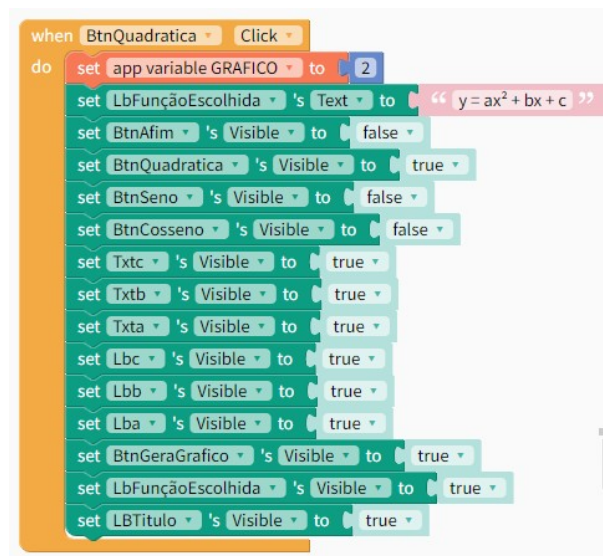 when BtnQuadratica Click
do set app variable GRAFICO to 2
set LbFunçãoEscolhida 's Text to “ y = ax² + bx + c ”
set BtnAfim 's Visible to false
set BtnQuadratica 's Visible to true
set BtnSeno 's Visible to false
set BtnCosseno 's Visible to false
set Txtc 's Visible to true
set Txtb 's Visible to true
set Txta 's Visible to true
set Lbc 's Visible to true
set Lbb 's Visible to true
set Lba 's Visible to true
set BtnGeraGrafico 's Visible to true
set LbFunçãoEscolhida 's Visible to true
set LBTitulo 's Visible to true